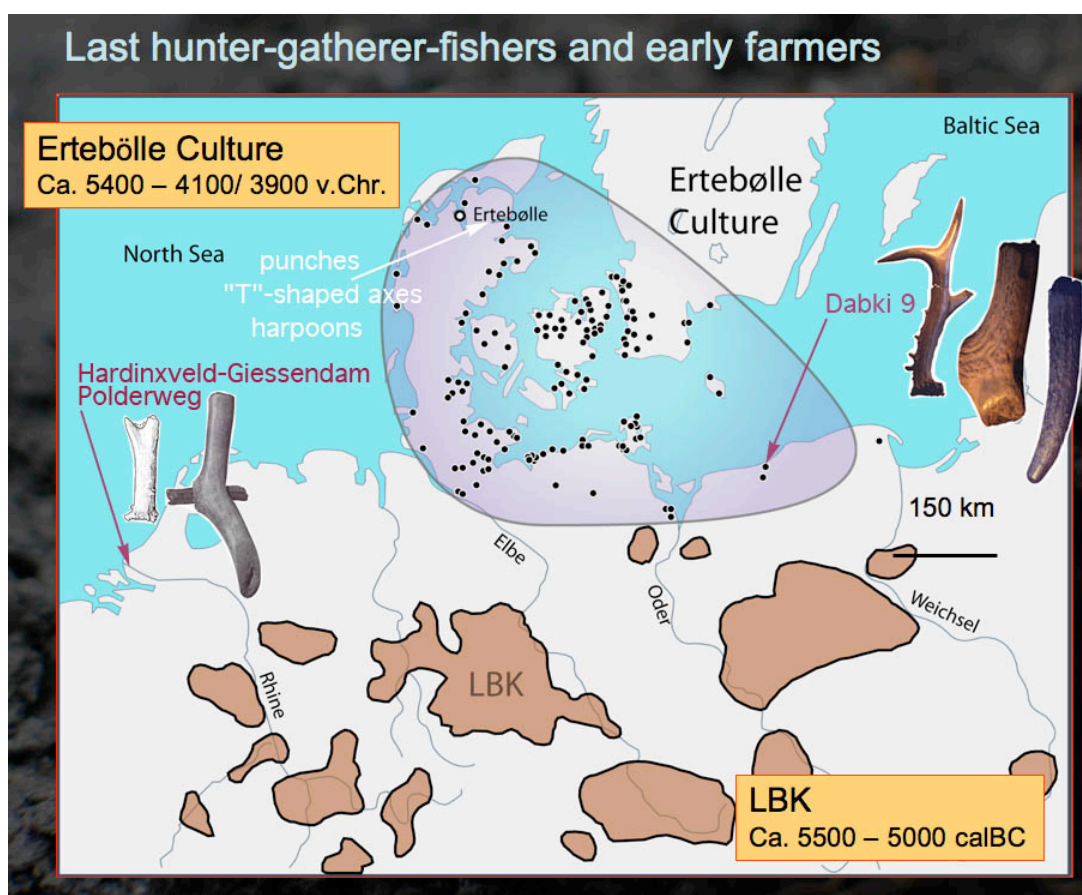 Last hunter-gatherer-fishers and early farmers
Ertebölle Culture
Ca. 5400 – 4100/ 3900 v.Chr.
Baltic Sea
Ertebølle
Culture
Ertebølle
North Sea
punches
"T"-shaped axes
harpoons
Dabki 9
Hardinxveld-Giessendam
Polderweg
150 km
Elbe
Oder
Weichsel
LBK
Rhine
LBK
Ca. 5500 – 5000 calBC